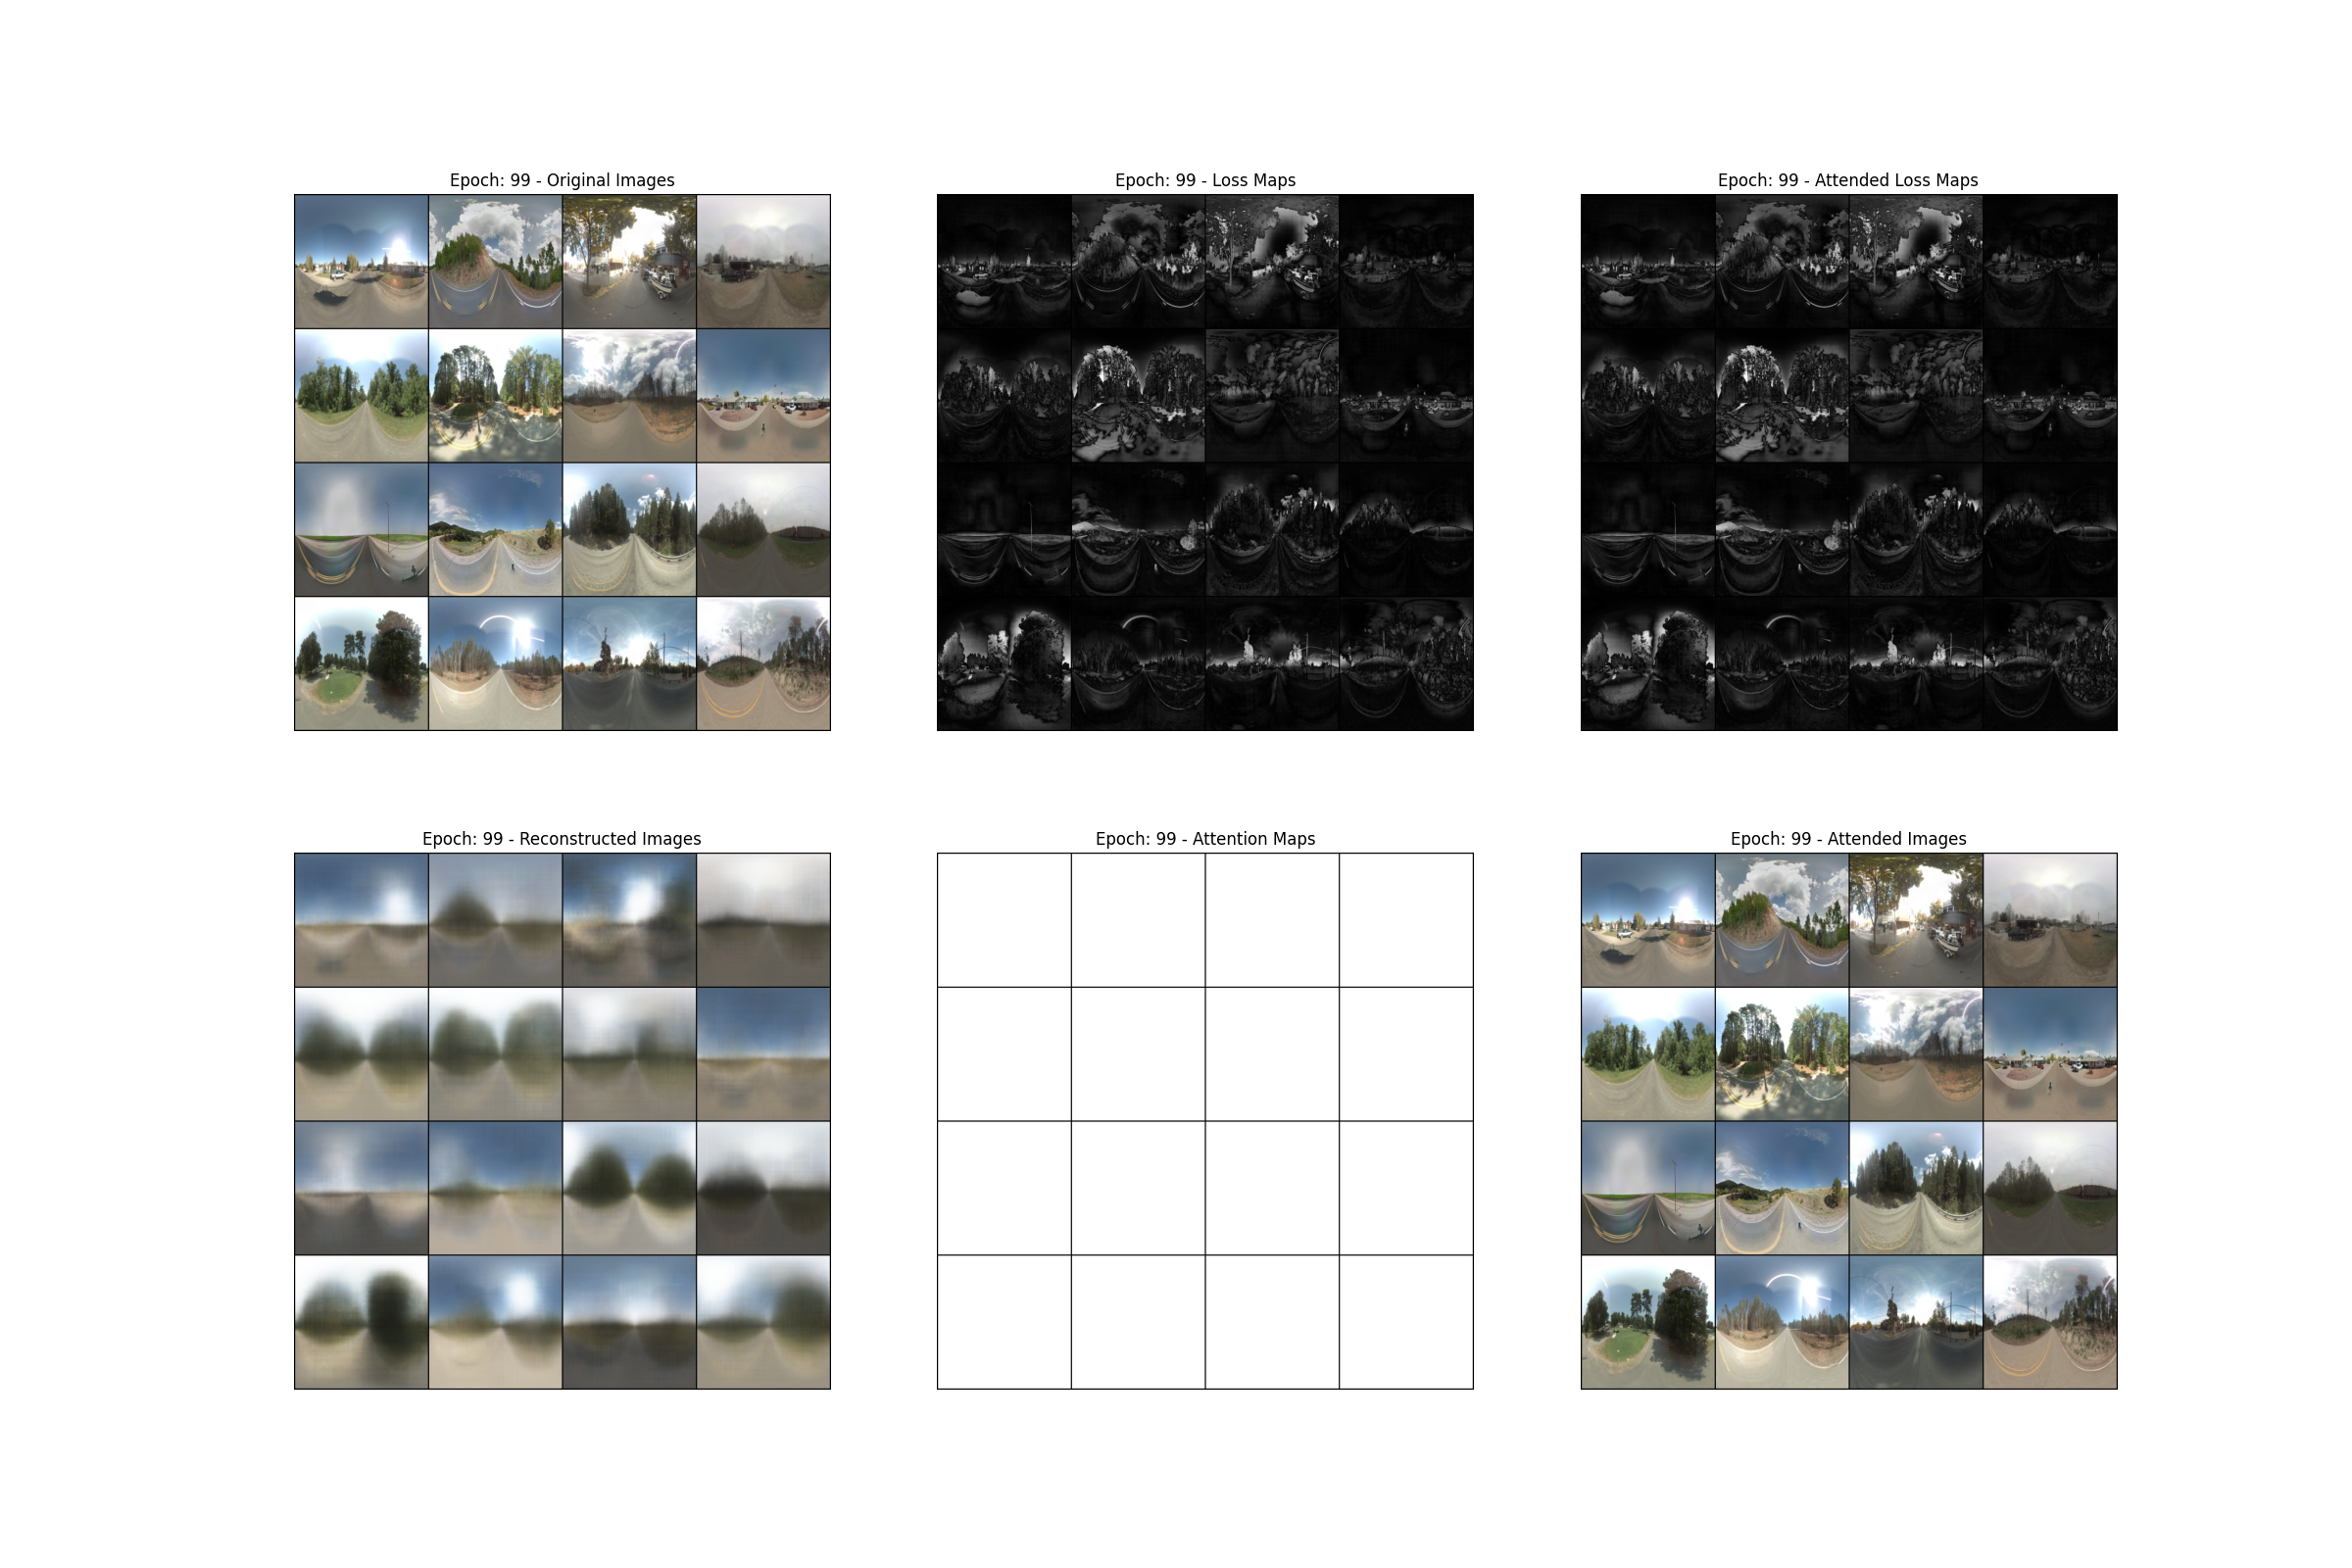 Epoch: 99 - Original Images
Epoch: 99 - Loss Maps
Epoch: 99 - Attended Loss Maps
Epoch: 99 - Reconstructed Images
Epoch: 99 - Attention Maps
Epoch: 99 - Attended Images